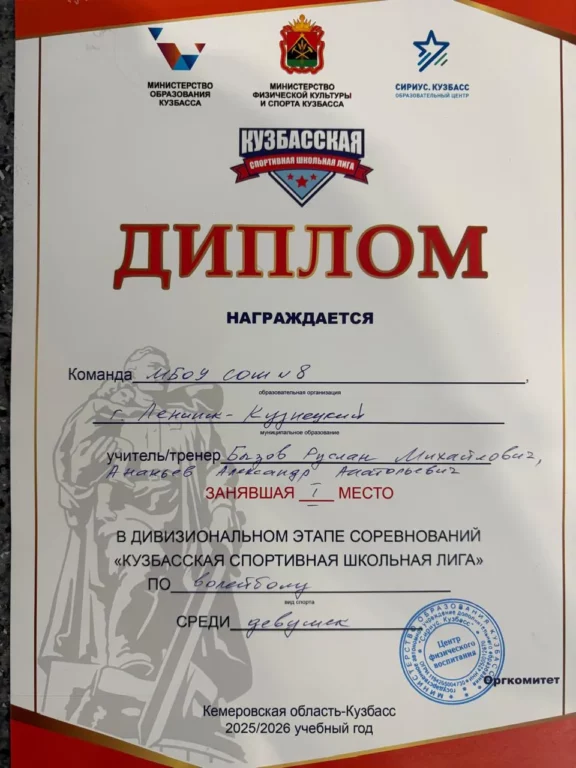 МИНИСТЕРСТВО
ОБРАЗОВАНИЯ
КУЗБАССА
МИНИСТЕРСТВО
ФИЗИЧЕСКОЙ КУЛЬТУРЫ
И СПОРТА КУЗБАССА
СИРИУС. КУЗБАСС
ОБРАЗОВАТЕЛЬНЫЙ ЦЕНТР
КУЗБАССКАЯ
СПОРТИВНАЯ ШКОЛЬНАЯ ЛИГА
ДИПЛОМ
НАГРАЖДАЕТСЯ
Команда МБОУ СОШ №8,
образовательная организация
г. Ленинск-Кузнецкий
муниципальное образование
учитель/тренер Бызов Руслан Михайлович,
Ананьев Александр Анатольевич
ЗАНЯВШАЯ I МЕСТО
В ДИВИЗИОНАЛЬНОМ ЭТАПЕ СОРЕВНОВАНИЙ
«КУЗБАССКАЯ СПОРТИВНАЯ ШКОЛЬНАЯ ЛИГА»
ПО волейболу
вид спорта
СРЕДИ девушек
Центр
физического
воспитания
Оргкомитет
Кемеровская область-Кузбасс
2025/2026 учебный год